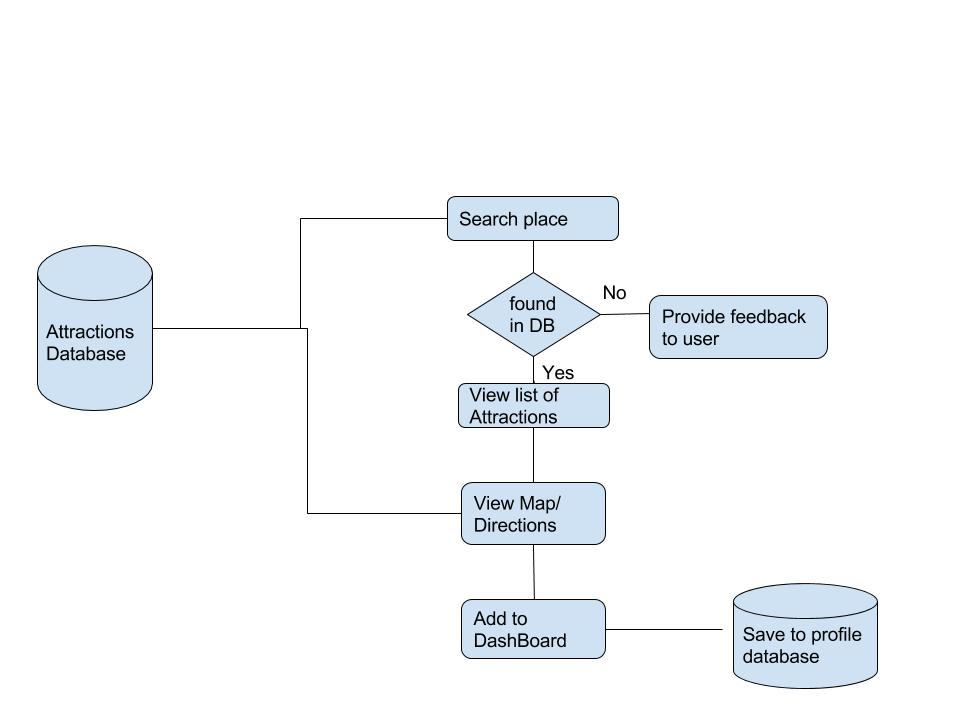 Search place
found
in DB
No
Provide feedback
to user
Attractions
Database
Yes
View list of
Attractions
View Map/
Directions
Add to
DashBoard
Save to profile
database